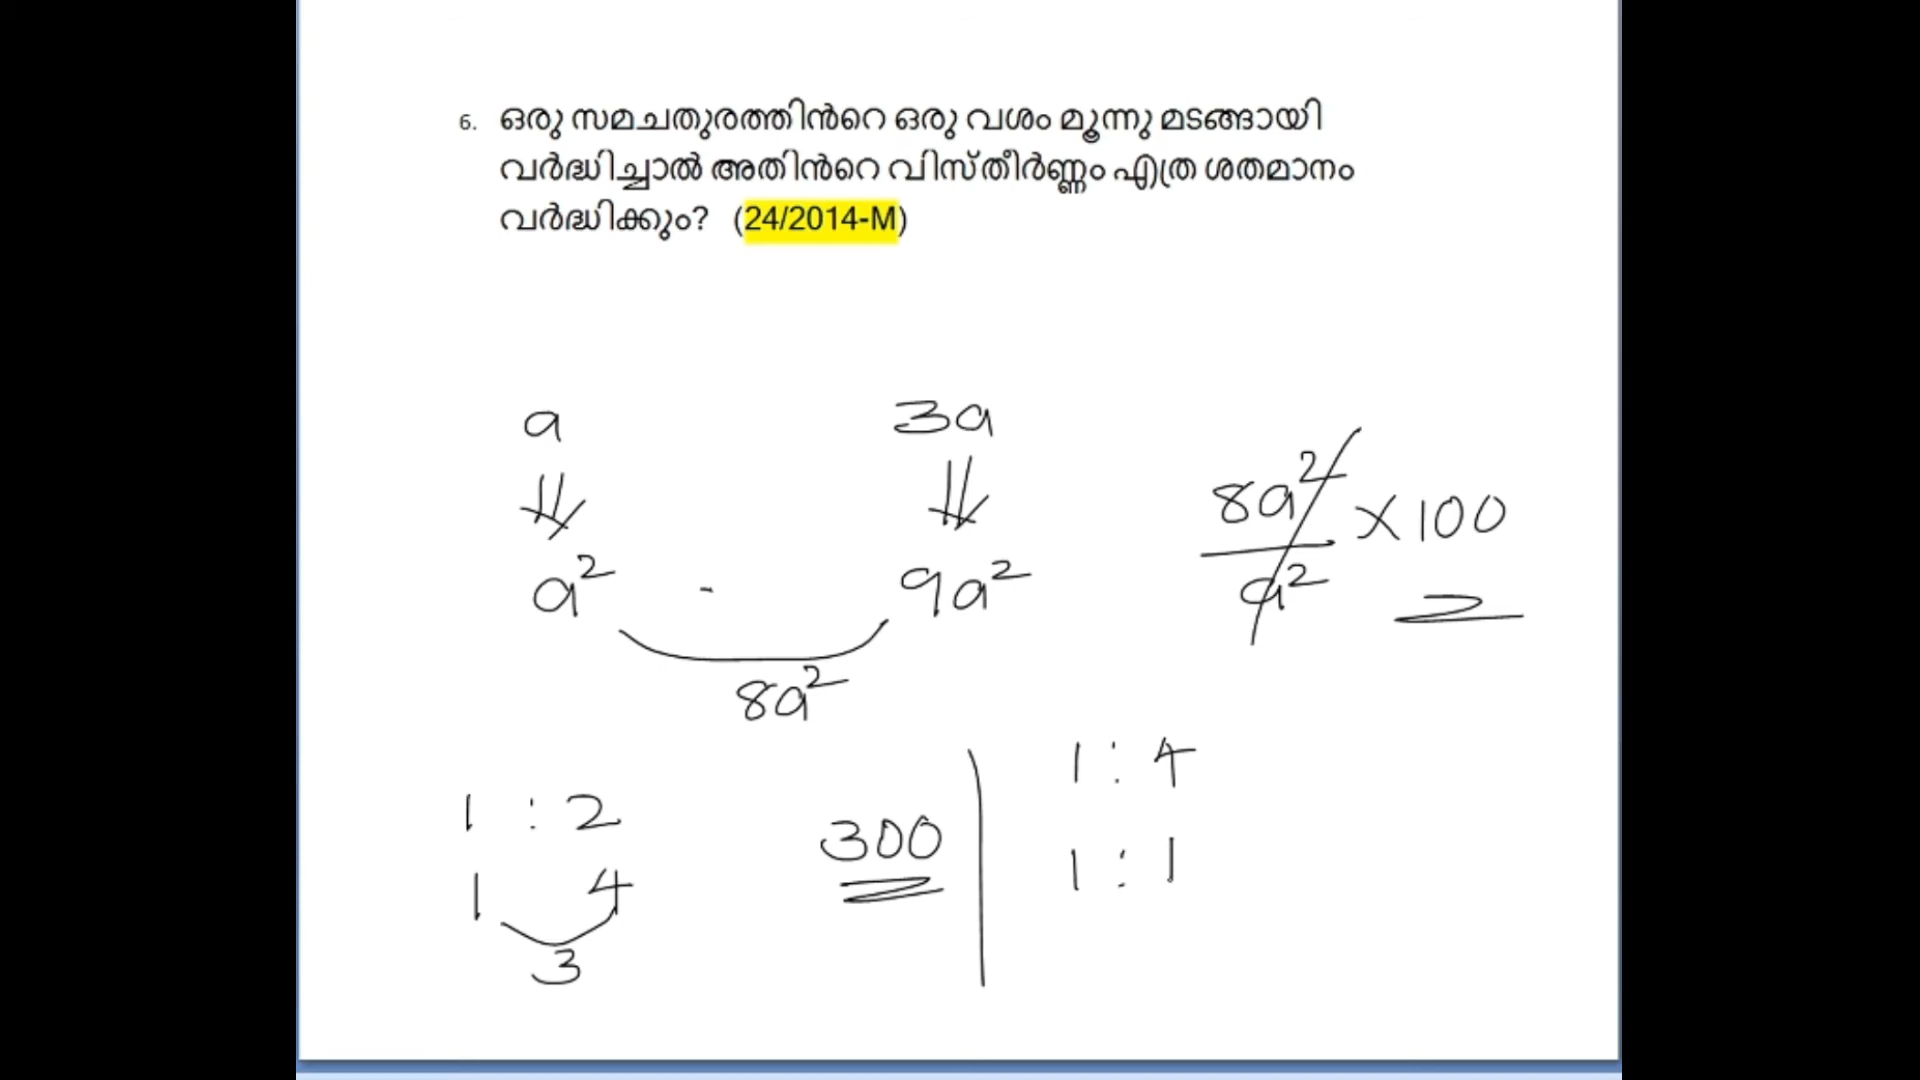 6. ഒരു സമചതുരത്തിൻറെ ഒരു വശം മൂന്നു മടങ്ങായി
വർദ്ധിച്ചാൽ അതിൻറെ വിസ്തീർണ്ണം എത്ര ശതമാനം
വർദ്ധിക്കും? (24/2014-M)
a 3a
a² - 9a²
8a²
8a²/a² × 100
1 : 2
1 4
3
300
1 : 4
1 : 1